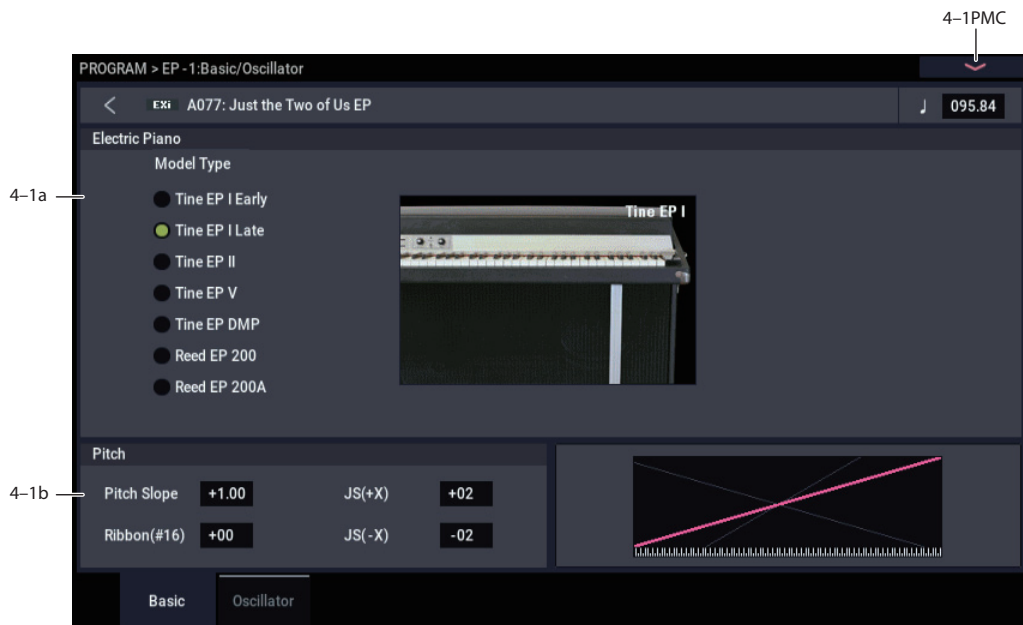 4–1PMC
PROGRAM > EP -1:Basic/Oscillator
EXi A077: Just the Two of Us EP
♩ 095.84
Electric Piano
Model Type
4–1a
Tine EP I Early
Tine EP I Late
Tine EP II
Tine EP V
Tine EP DMP
Reed EP 200
Reed EP 200A
Tine EP I
Pitch
4–1b
Pitch Slope +1.00 JS(+X) +02
Ribbon(#16) +00 JS(-X) -02
Basic Oscillator